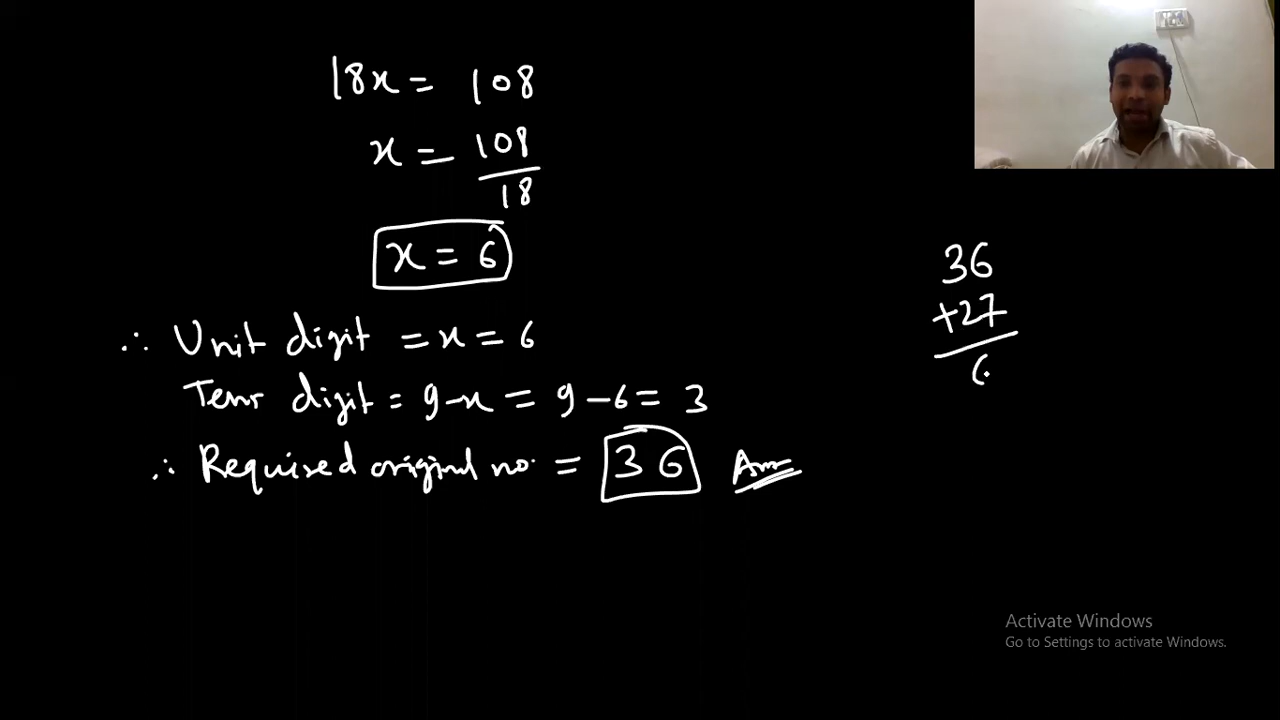 18x = 108
x = 108
18
x = 6
∴ Unit digit = x = 6
Tens digit = 9-x = 9-6 = 3
∴ Required original no. = 36 Ans
36
+27
6
Activate Windows
Go to Settings to activate Windows.